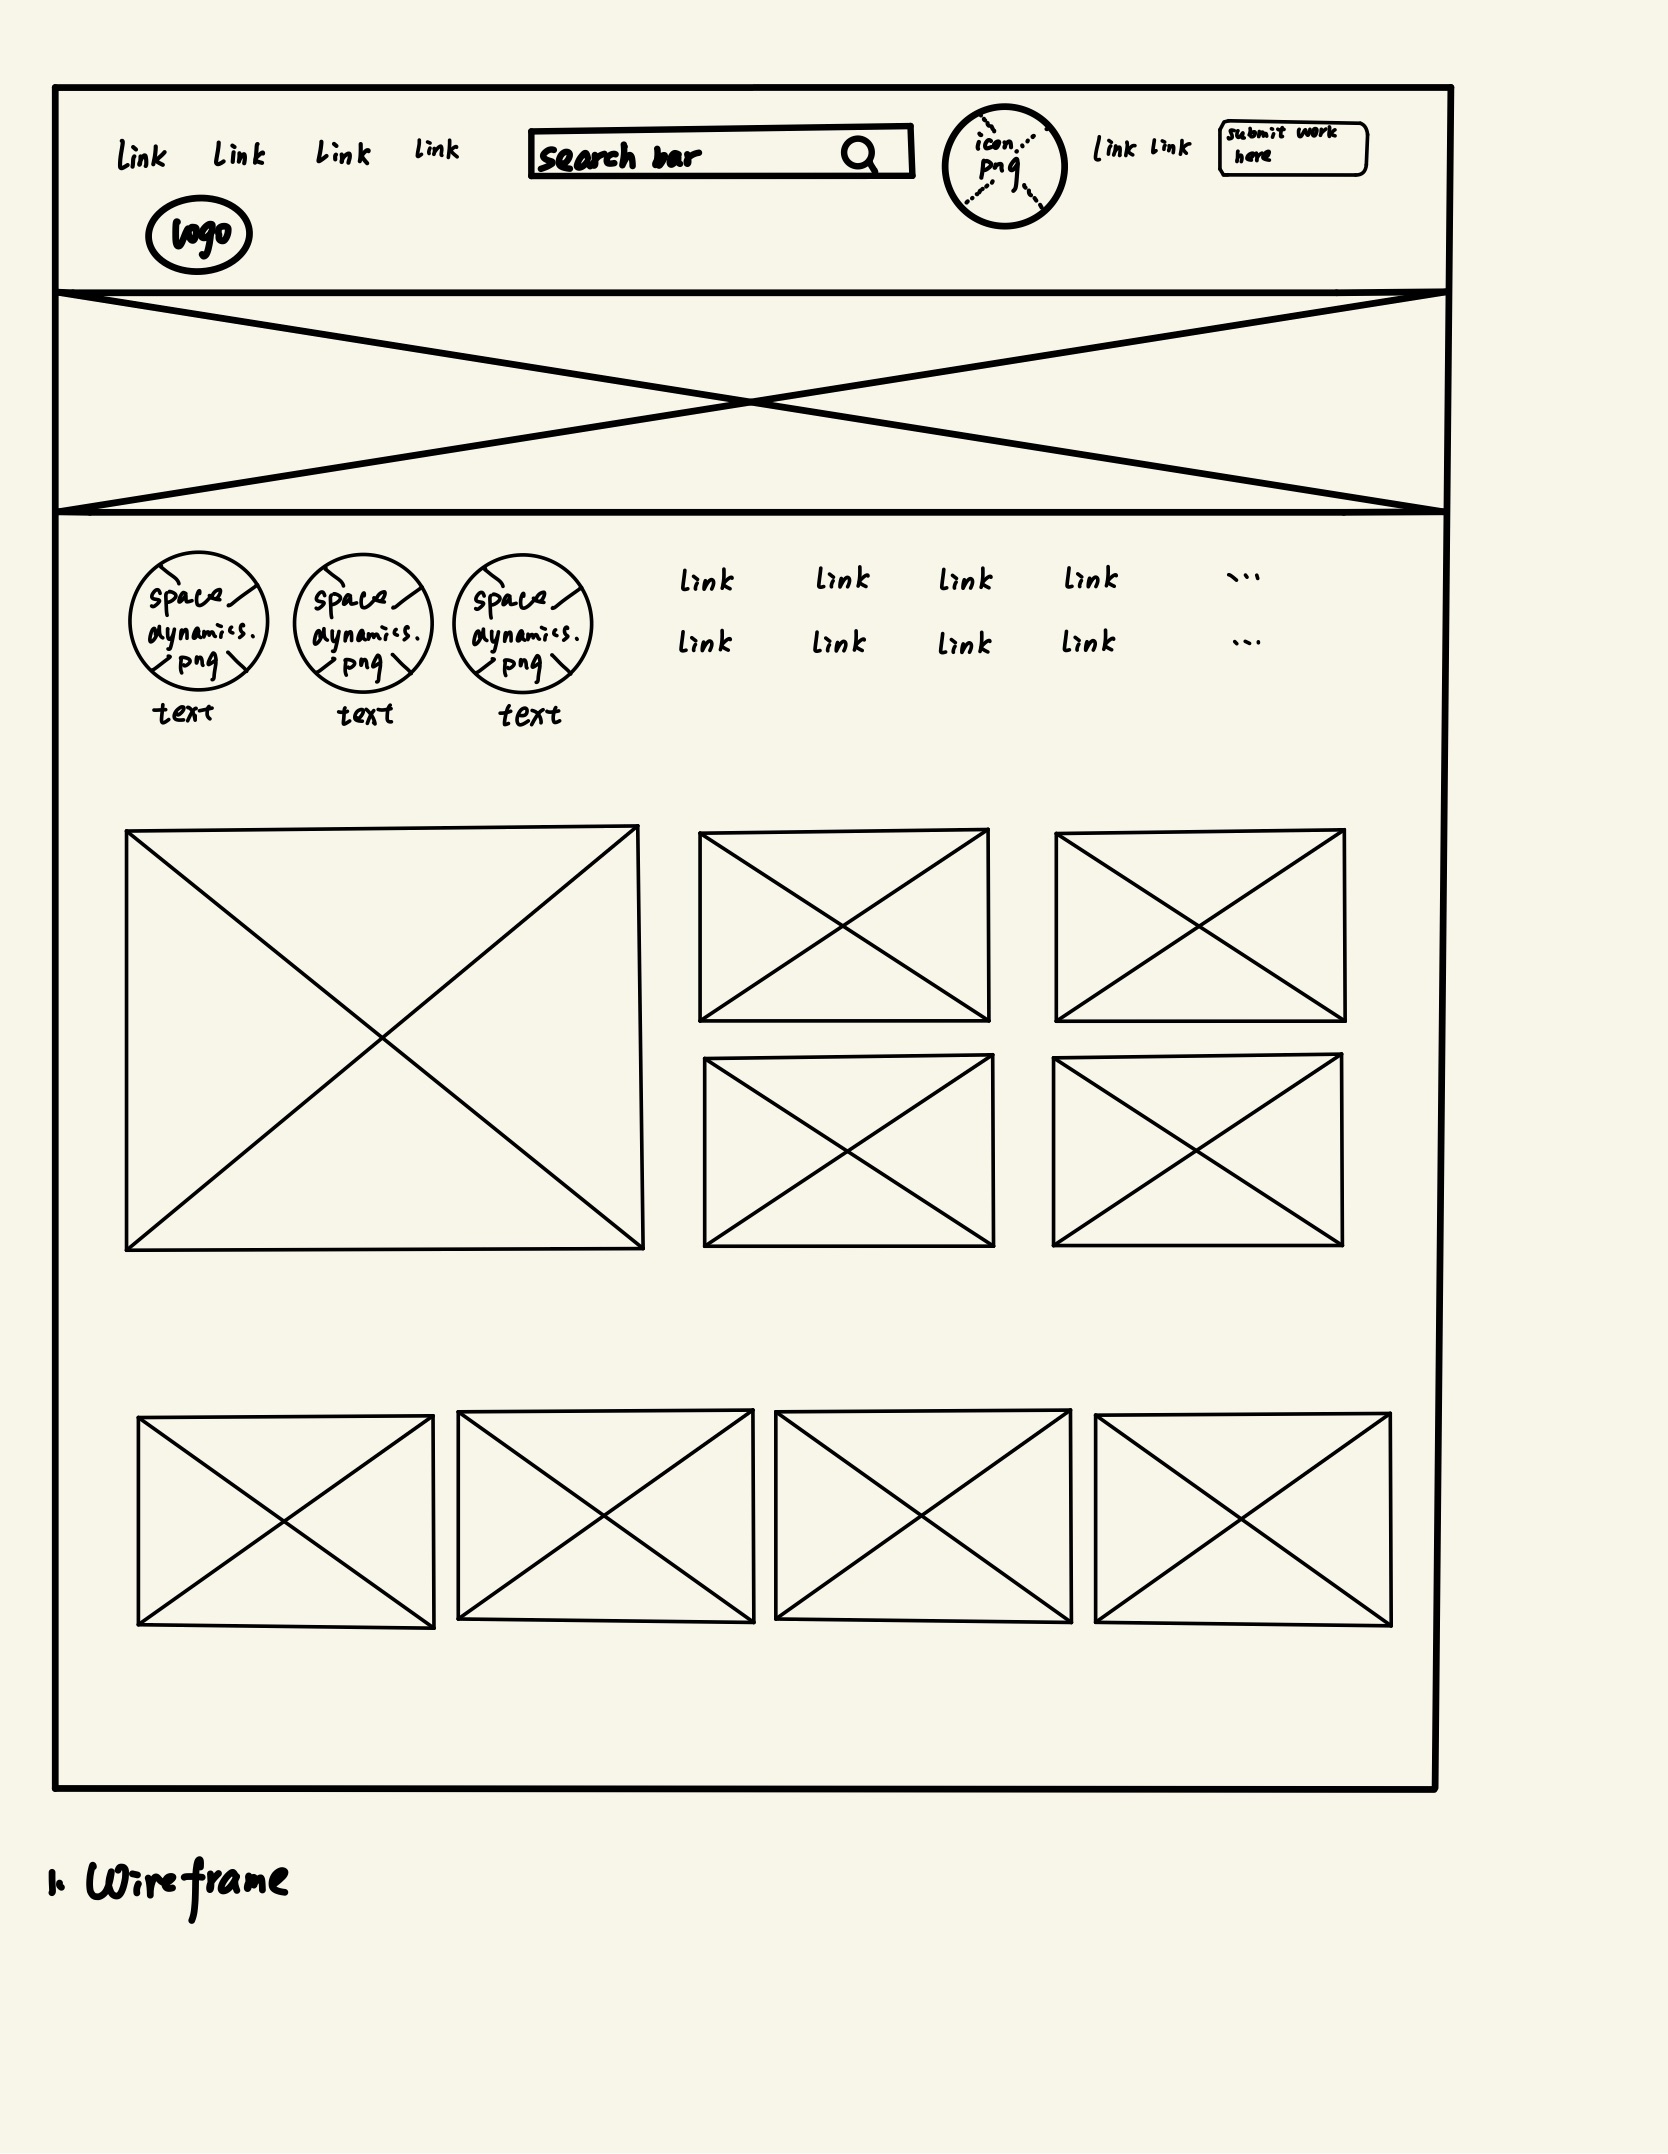 Link Link Link Link
search bar
icon
png
Link Link
submit work
here
Logo
space
dynamics.
png
text
space
dynamics.
png
text
space
dynamics.
png
text
Link Link Link Link ...
Link Link Link Link ...
1. Wireframe